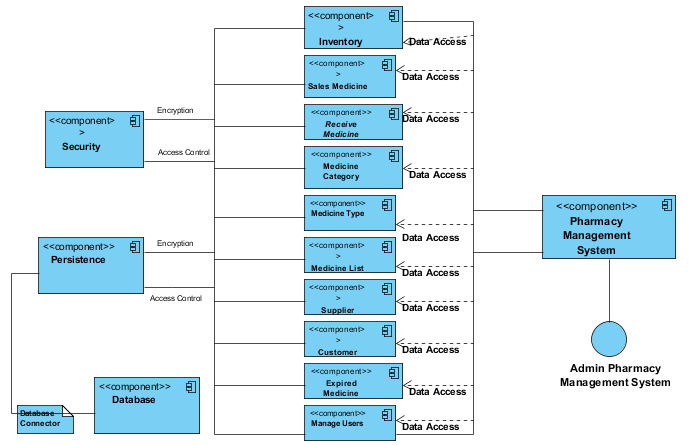 <<component>
>
Inventory
Data Access
<<component>
>
Sales Medicine
Data Access
<<component>>
Receive
Medicine
Data Access
<<component>>
Medicine
Category
Data Access
<<component>>
Medicine Type
Data Access
<<component>
>
Medicine List
Data Access
<<component>
>
Supplier
Data Access
<<component>
>
Customer
Data Access
<<component>>
Expired
Medicine
Data Access
<<component>>
Manage Users
Data Access
<<component>
>
Security
Encryption
Access Control
<<component>>
Persistence
Encryption
Access Control
<<component>>
Database
Database
Connector
<<component>>
Pharmacy
Management
System
Admin Pharmacy
Management System